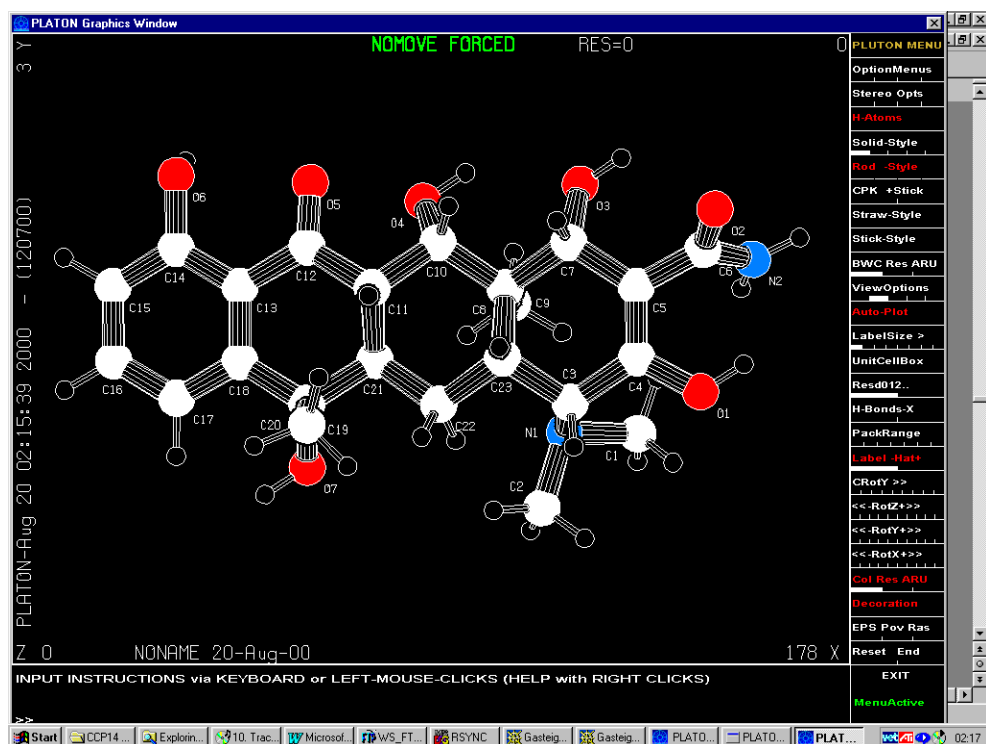 PLATON Graphics Window
NOMOVE FORCED RES=0 0
3 Y
PLATON-Aug 20 02:15:39 2000 - (120700)
O6
O5
O4
O3
O2
C14
C12
C10
C7
C6
N2
C15
C13
C11
C8
C9
C5
C16
C18
C21
C23
C3
C4
O1
C17
C20
C19
C22
N1
C1
C2
O7
Z 0 NONAME 20-Aug-00 178 X
INPUT INSTRUCTIONS via KEYBOARD or LEFT-MOUSE-CLICKS (HELP with RIGHT CLICKS)
>>
PLUTON MENU
OptionMenus
Stereo Opts
H-Atoms
Solid-Style
Rod -Style
CPK +Stick
Straw-Style
Stick-Style
BWC Res ARU
ViewOptions
Auto-Plot
LabelSize >
UnitCellBox
Resd012..
H-Bonds-X
PackRange
Label -Hat+
CRotY >>
<<-RotZ+>>
<<-RotY+>>
<<-RotX+>>
Col Res ARU
Decoration
EPS Pov Ras
Reset End
EXIT
MenuActive
Start CCP14 ... Explorin... 10. Trac... Microsof... WS_FT... RSYNC Gasteig... Gasteig... PLATO... PLATO... PLAT... 02:17